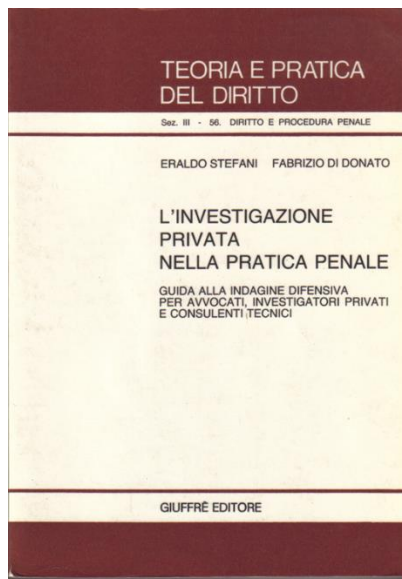 TEORIA E PRATICA
DEL DIRITTO
Sez. III - 56. DIRITTO E PROCEDURA PENALE
ERALDO STEFANI FABRIZIO DI DONATO
L'INVESTIGAZIONE
PRIVATA
NELLA PRATICA PENALE
GUIDA ALLA INDAGINE DIFENSIVA
PER AVVOCATI, INVESTIGATORI PRIVATI
E CONSULENTI TECNICI
GIUFFRÈ EDITORE